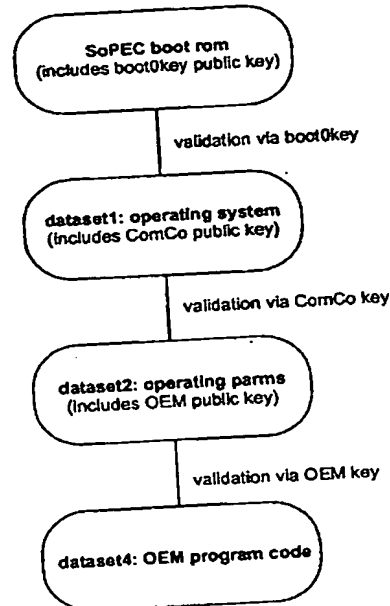 SoPEC boot rom
(includes boot0key public key)
validation via boot0key
dataset1: operating system
(includes ComCo public key)
validation via ComCo key
dataset2: operating parms
(includes OEM public key)
validation via OEM key
dataset4: OEM program code